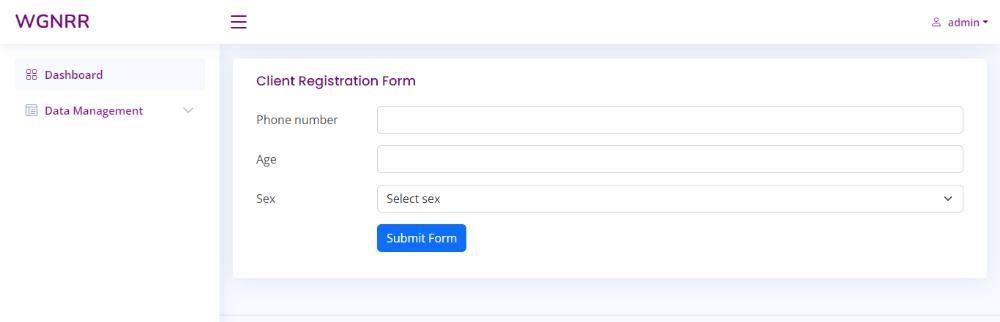 WGNRR
admin
Dashboard
Data Management
Client Registration Form
Phone number
Age
Sex
Select sex
Submit Form